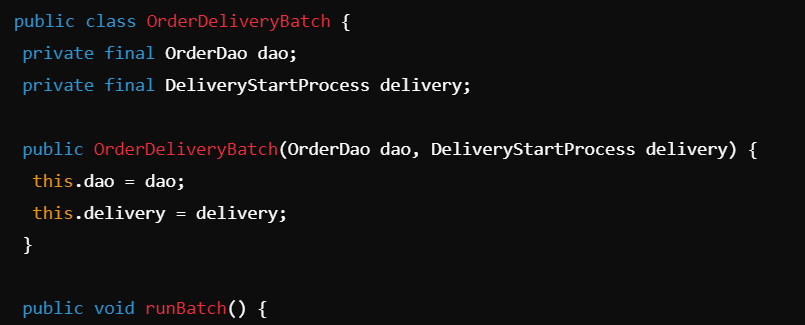 public class OrderDeliveryBatch {
private final OrderDao dao;
private final DeliveryStartProcess delivery;
public OrderDeliveryBatch(OrderDao dao, DeliveryStartProcess delivery) {
this.dao = dao;
this.delivery = delivery;
}
public void runBatch() {